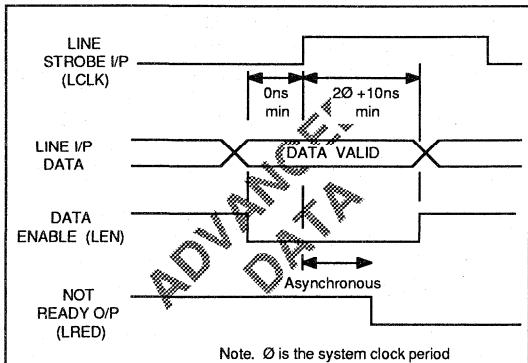 LINE
STROBE I/P
(LCLK)
0ns
min
2Ø +10ns
min
LINE I/P
DATA
DATA VALID
DATA
ENABLE (LEN)
Asynchronous
NOT
READY O/P
(LRED)
Note. Ø is the system clock period
ADVANCED
DATA